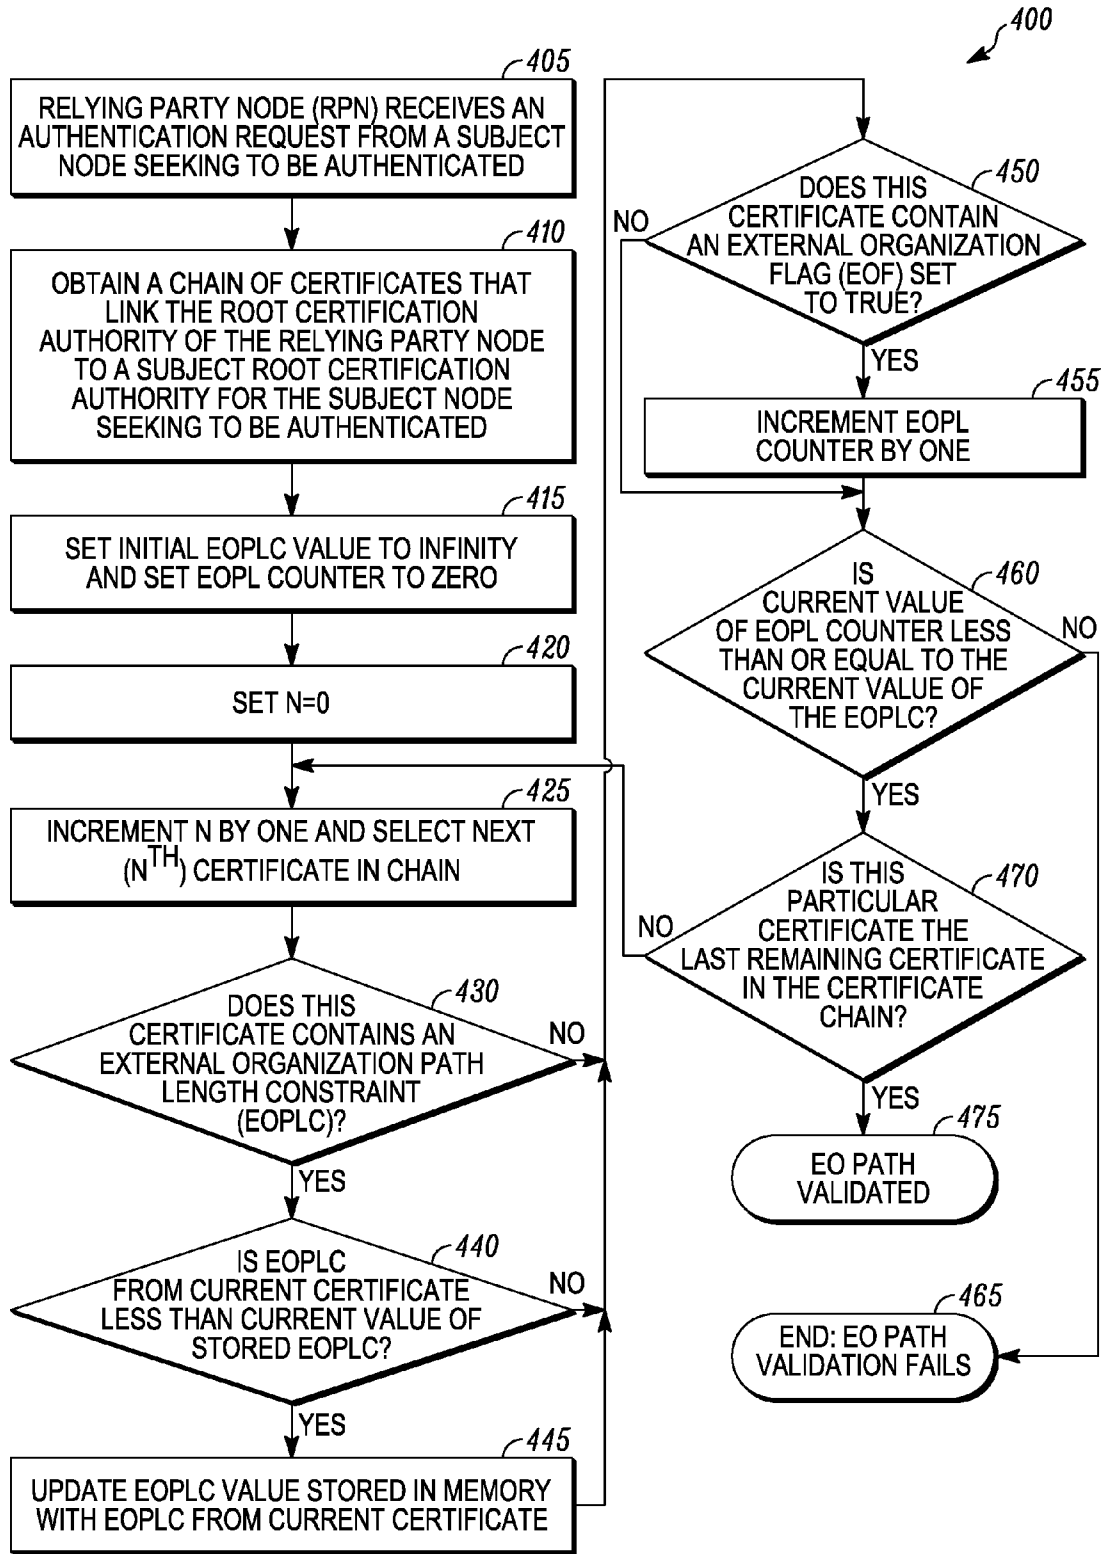 400
405
RELYING PARTY NODE (RPN) RECEIVES AN
AUTHENTICATION REQUEST FROM A SUBJECT
NODE SEEKING TO BE AUTHENTICATED
410
OBTAIN A CHAIN OF CERTIFICATES THAT
LINK THE ROOT CERTIFICATION
AUTHORITY OF THE RELYING PARTY NODE
TO A SUBJECT ROOT CERTIFICATION
AUTHORITY FOR THE SUBJECT NODE
SEEKING TO BE AUTHENTICATED
415
SET INITIAL EOPLC VALUE TO INFINITY
AND SET EOPL COUNTER TO ZERO
420
SET N=0
425
INCREMENT N BY ONE AND SELECT NEXT
(N^TH) CERTIFICATE IN CHAIN
430
DOES THIS
CERTIFICATE CONTAINS AN
EXTERNAL ORGANIZATION PATH
LENGTH CONSTRAINT
(EOPLC)?
NO
YES
440
IS EOPLC
FROM CURRENT CERTIFICATE
LESS THAN CURRENT VALUE OF
STORED EOPLC?
NO
YES
445
UPDATE EOPLC VALUE STORED IN MEMORY
WITH EOPLC FROM CURRENT CERTIFICATE
450
DOES THIS
CERTIFICATE CONTAIN
AN EXTERNAL ORGANIZATION
FLAG (EOF) SET
TO TRUE?
NO
YES
455
INCREMENT EOPL
COUNTER BY ONE
460
IS
CURRENT VALUE
OF EOPL COUNTER LESS
THAN OR EQUAL TO THE
CURRENT VALUE OF
THE EOPLC?
NO
YES
470
IS THIS
PARTICULAR
CERTIFICATE THE
LAST REMAINING CERTIFICATE
IN THE CERTIFICATE
CHAIN?
NO
YES
475
EO PATH
VALIDATED
465
END: EO PATH
VALIDATION FAILS